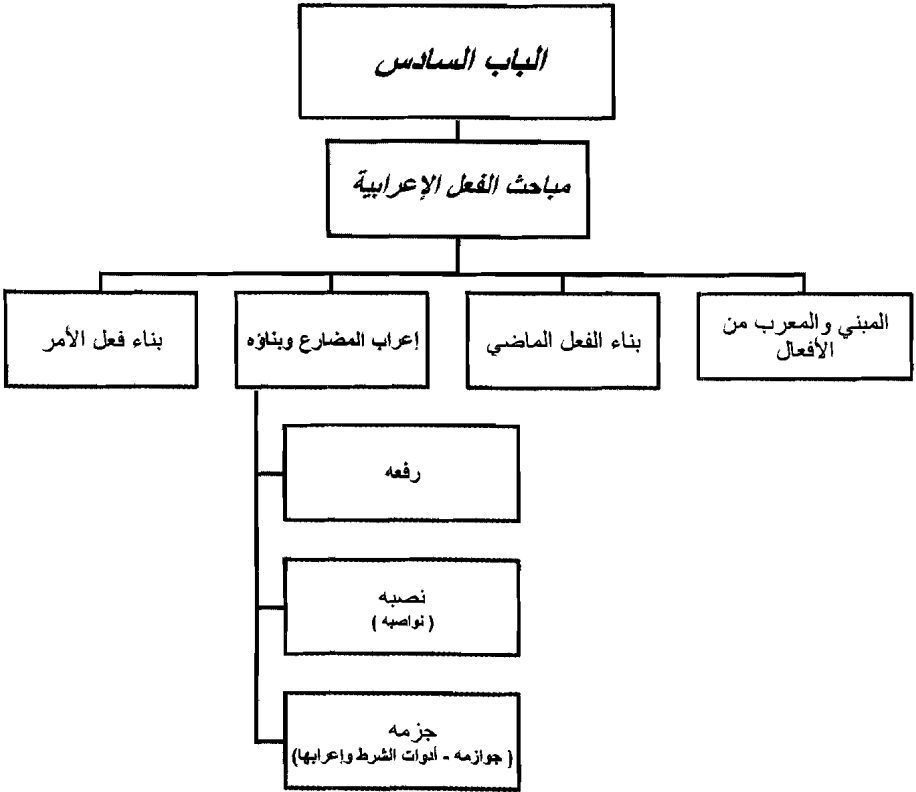 الباب السادس
مباحث الفعل الإعرابية
المبني والمعرب من
الأفعال
بناء الفعل الماضي
إعراب المضارع وبناؤه
بناء فعل الأمر
رفعه
نصبه
( نواصبه )
جزمه
( جوازمه - أدوات الشرط وإعرابها)